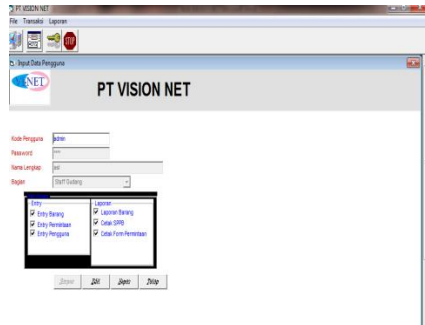 PT VISION NET
File Transaksi Laporan
STOP
Input Data Pengguna
NET
PT VISION NET
Kode Pengguna admin
Password ****
Nama Lengkap
Bagian Staff Gudang
Entry Laporan
Entry Barang Laporan Barang
Entry Permintaan Cetak SPPB
Entry Pengguna Cetak Form Permintaan
Edit Hapus Tutup